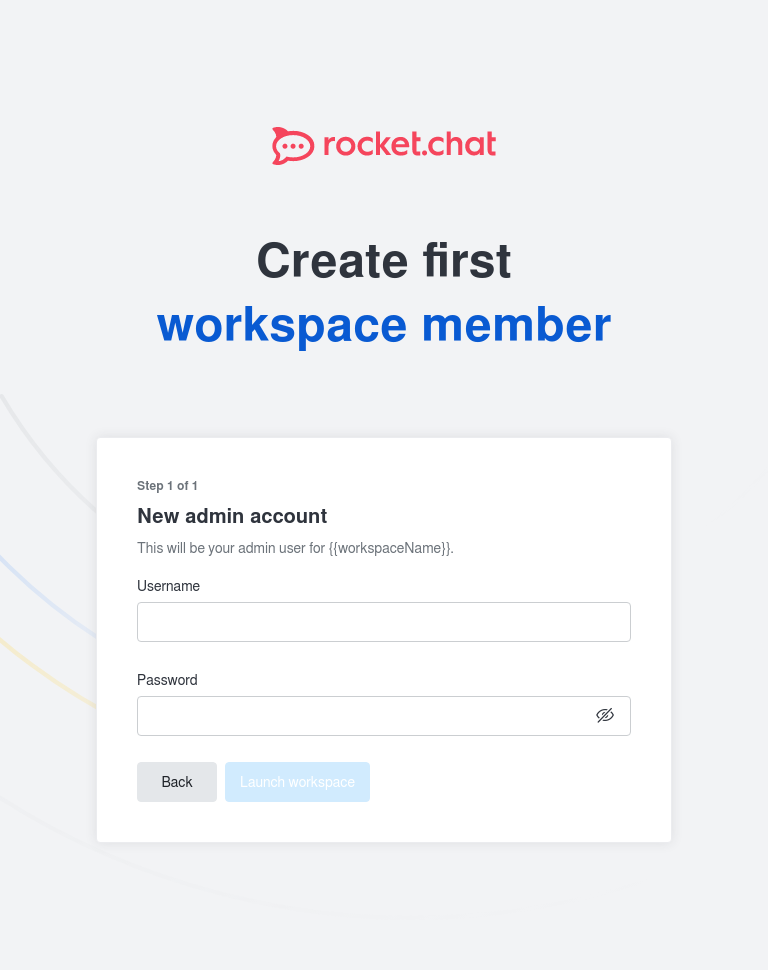 rocket.chat
Create first
workspace member
Step 1 of 1
New admin account
This will be your admin user for {{workspaceName}}.
Username
Password
Back
Launch workspace